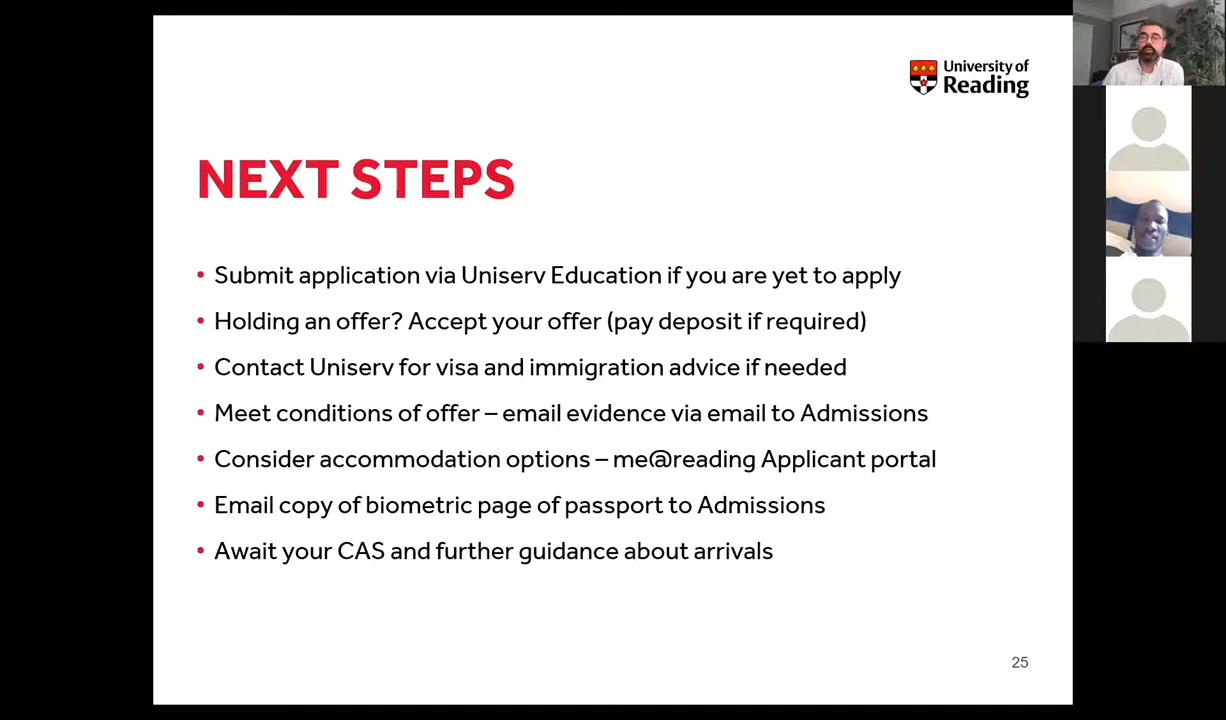 University of
Reading
NEXT STEPS
• Submit application via Uniserv Education if you are yet to apply
• Holding an offer? Accept your offer (pay deposit if required)
• Contact Uniserv for visa and immigration advice if needed
• Meet conditions of offer – email evidence via email to Admissions
• Consider accommodation options – me@reading Applicant portal
• Email copy of biometric page of passport to Admissions
• Await your CAS and further guidance about arrivals
25